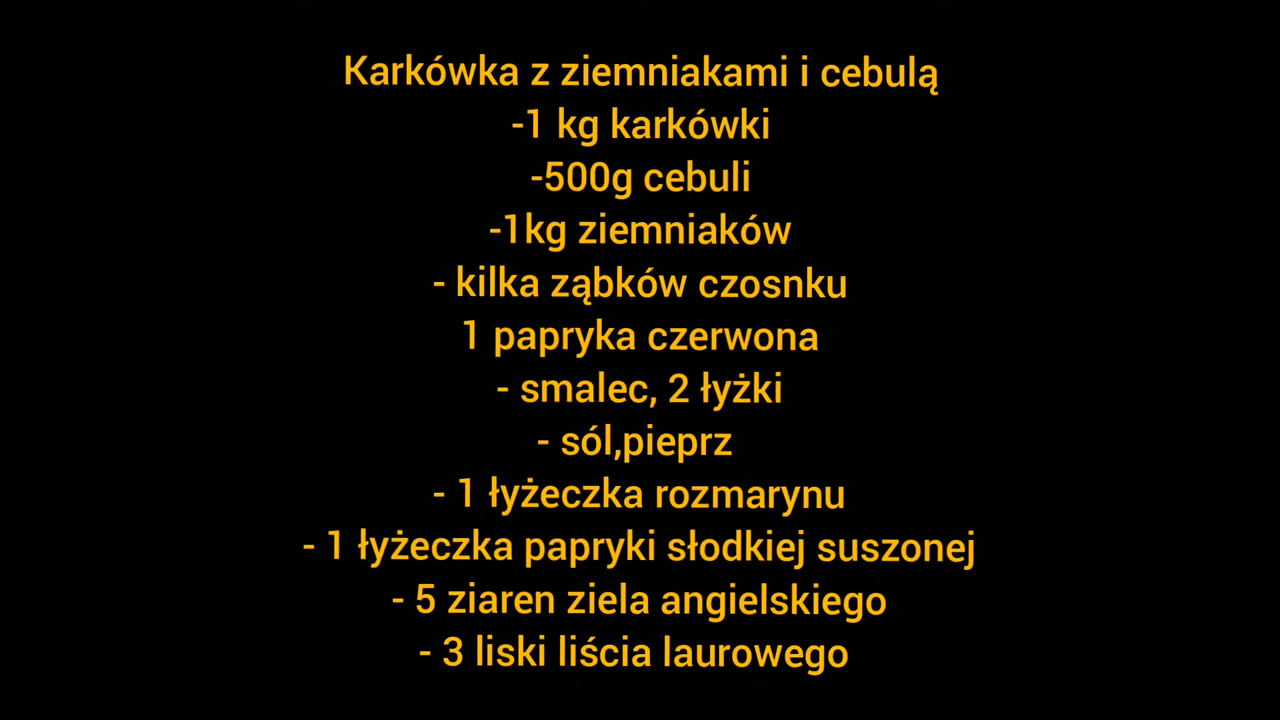 Karkówka z ziemniakami i cebulą
-1 kg karkówki
-500g cebuli
-1kg ziemniaków
- kilka ząbków czosnku
1 papryka czerwona
- smalec, 2 łyżki
- sól,pieprz
- 1 łyżeczka rozmarynu
- 1 łyżeczka papryki słodkiej suszonej
- 5 ziaren ziela angielskiego
- 3 liski liścia laurowego